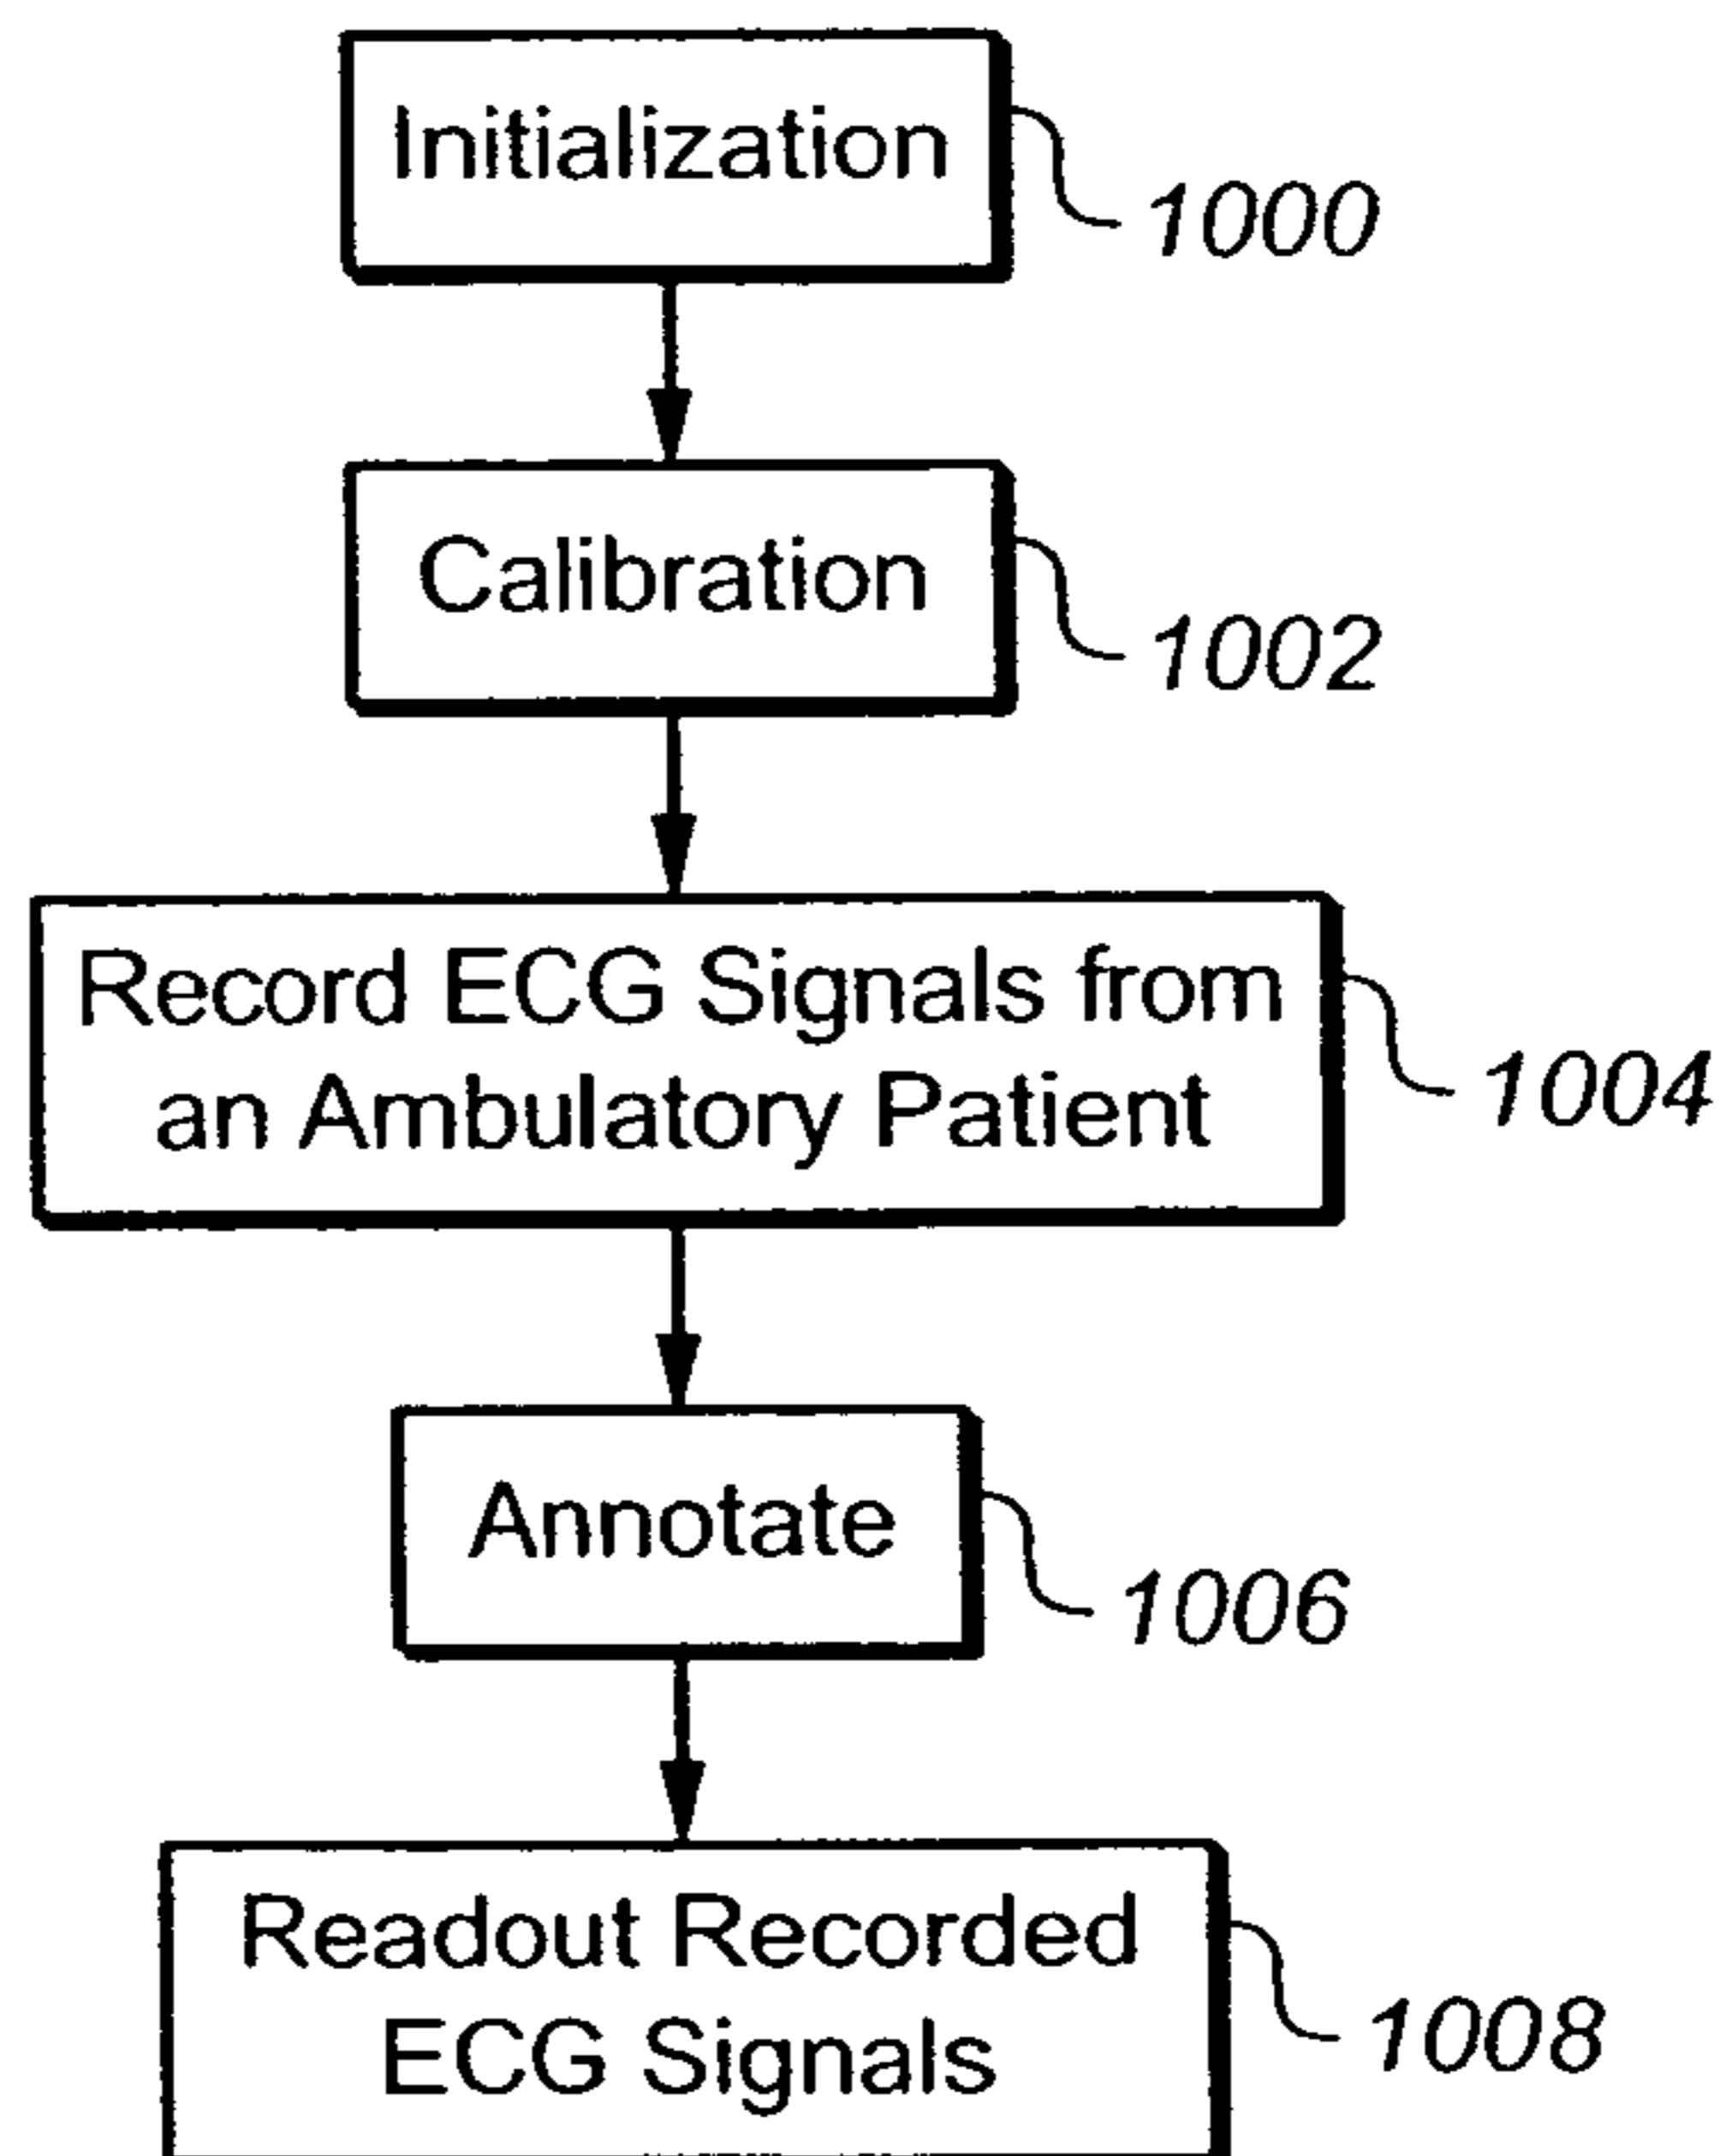 Initialization
1000
Calibration
1002
Record ECG Signals from
an Ambulatory Patient
1004
Annotate
1006
Readout Recorded
ECG Signals
1008